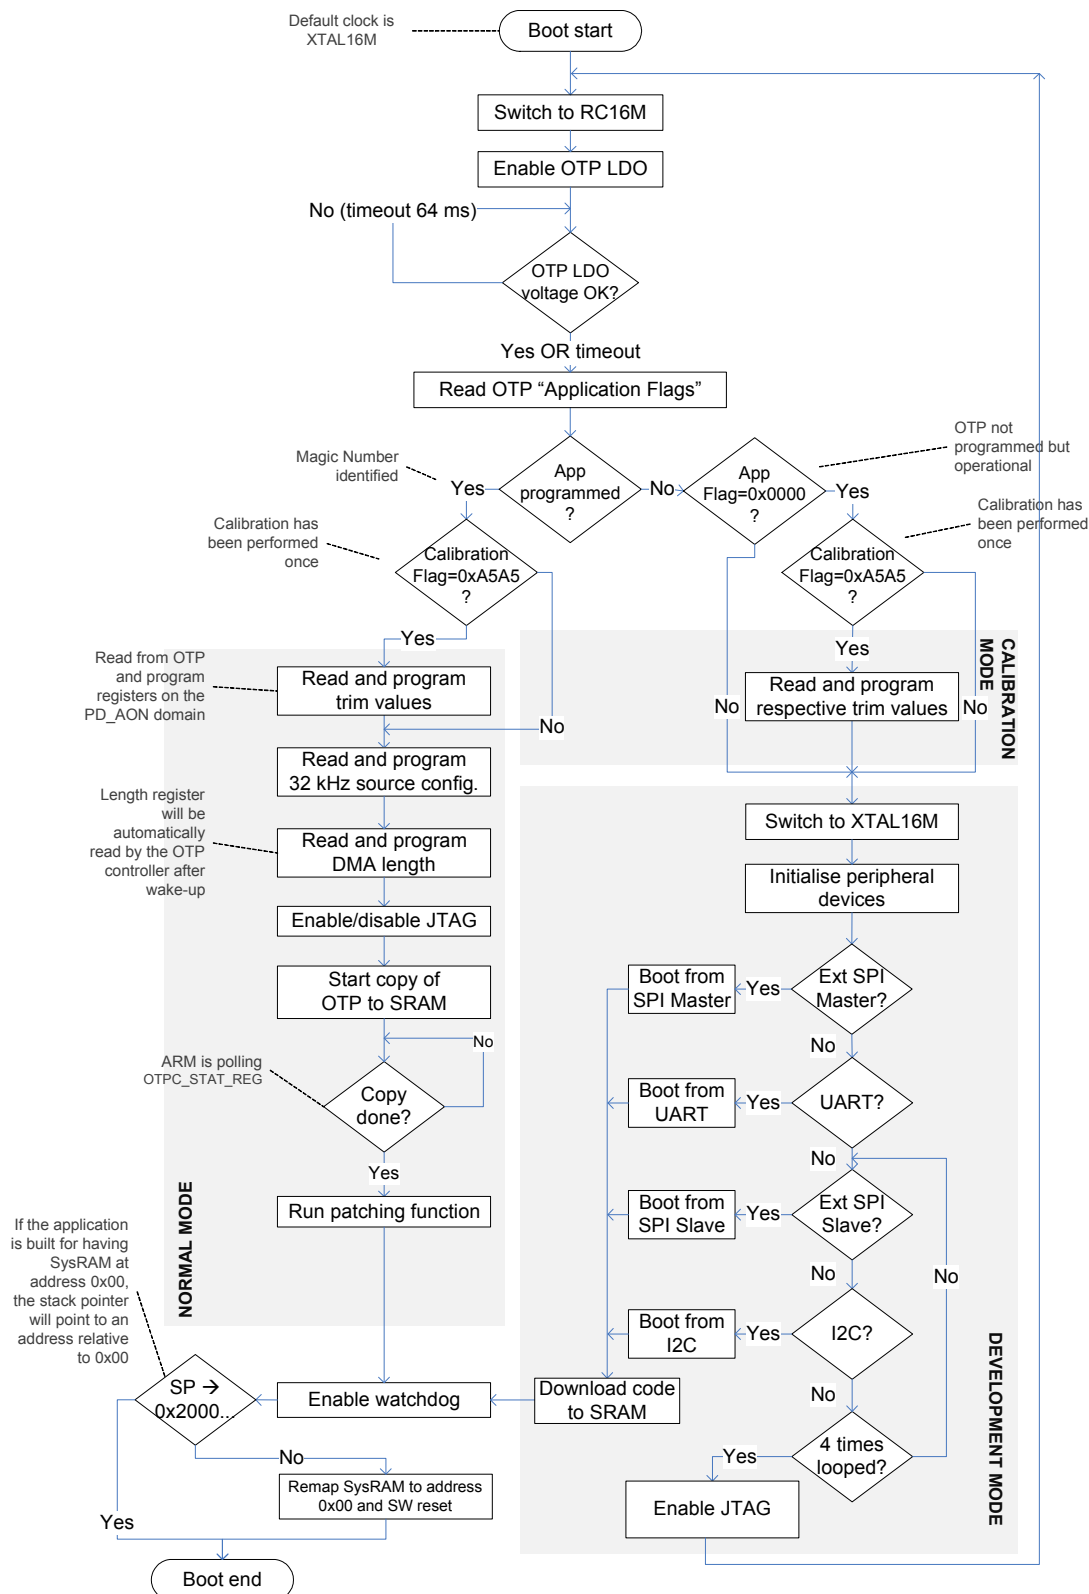 Default clock is
XTAL16M
Boot start
Switch to RC16M
Enable OTP LDO
No (timeout 64 ms)
OTP LDO
voltage OK?
Yes OR timeout
Read OTP “Application Flags”
Magic Number
identified
Yes
App
programmed
?
No
App
Flag=0x0000
?
Yes
OTP not
programmed but
operational
Calibration has
been performed
once
Calibration
Flag=0xA5A5
?
Calibration
Flag=0xA5A5
?
Calibration has
been performed
once
Yes
No
Yes
No
No
CALIBRATION
MODE
Read from OTP
and program
registers on the
PD_AON domain
Read and program
trim values
Read and program
respective trim values
Read and program
32 kHz source config.
Length register
will be
automatically
read by the OTP
controller after
wake-up
Read and program
DMA length
Enable/disable JTAG
Start copy of
OTP to SRAM
No
ARM is polling
OTPC_STAT_REG
Copy
done?
Yes
Run patching function
NORMAL MODE
Switch to XTAL16M
Initialise peripheral
devices
Boot from
SPI Master
Yes
Ext SPI
Master?
No
Boot from
UART
Yes
UART?
No
Boot from
SPI Slave
Yes
Ext SPI
Slave?
No
No
Boot from
I2C
Yes
I2C?
No
Download code
to SRAM
Yes
4 times
looped?
Enable JTAG
DEVELOPMENT MODE
If the application
is built for having
SysRAM at
address 0x00,
the stack pointer
will point to an
address relative
to 0x00
SP →
0x2000...
Enable watchdog
No
Remap SysRAM to address
0x00 and SW reset
Yes
Boot end